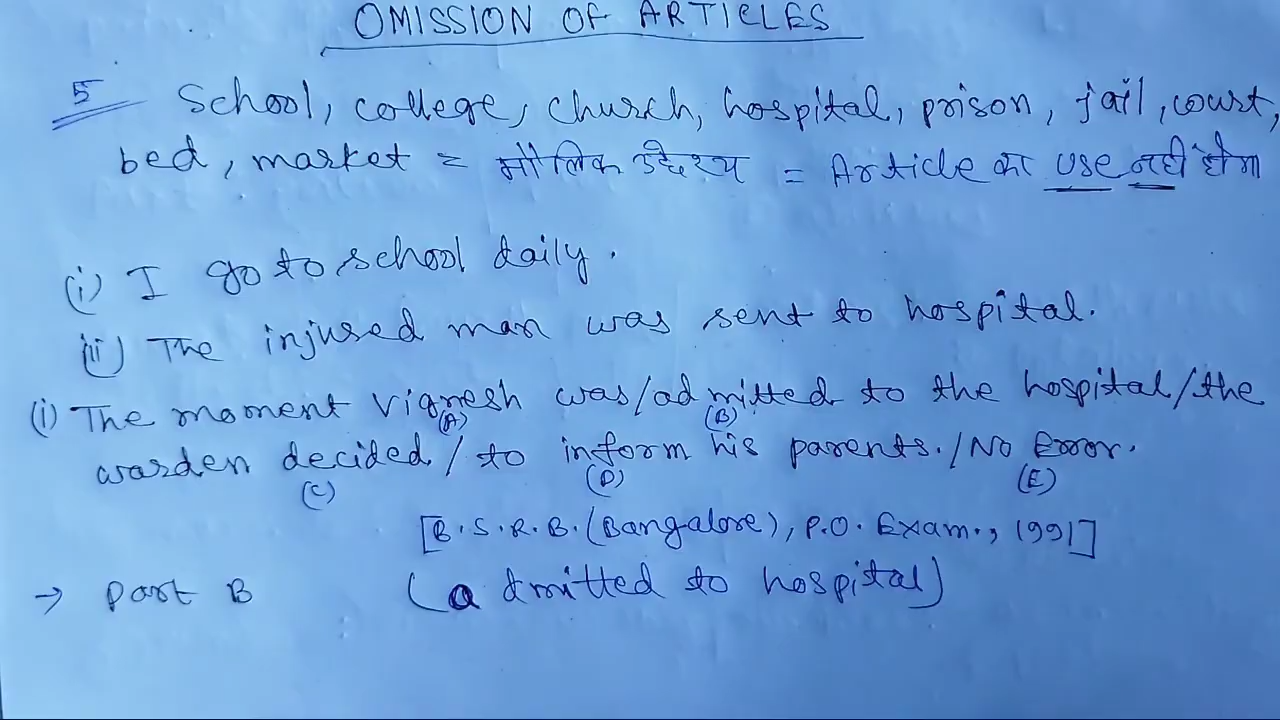 OMISSION OF ARTICLES
5 School, college, church, hospital, prison, jail, court,
bed, market = मौलिक उद्देश्य = Article का use नहीं होगा
(i) I go to school daily.
(ii) The injured man was sent to hospital.
(i) The moment Vignesh was/admitted to the hospital/the
(A) (B)
warden decided/to inform his parents./No Error.
(C) (D) (E)
[B.S.R.B. (Bangalore), P.O. Exam., 1991]
→ Part B (admitted to hospital)